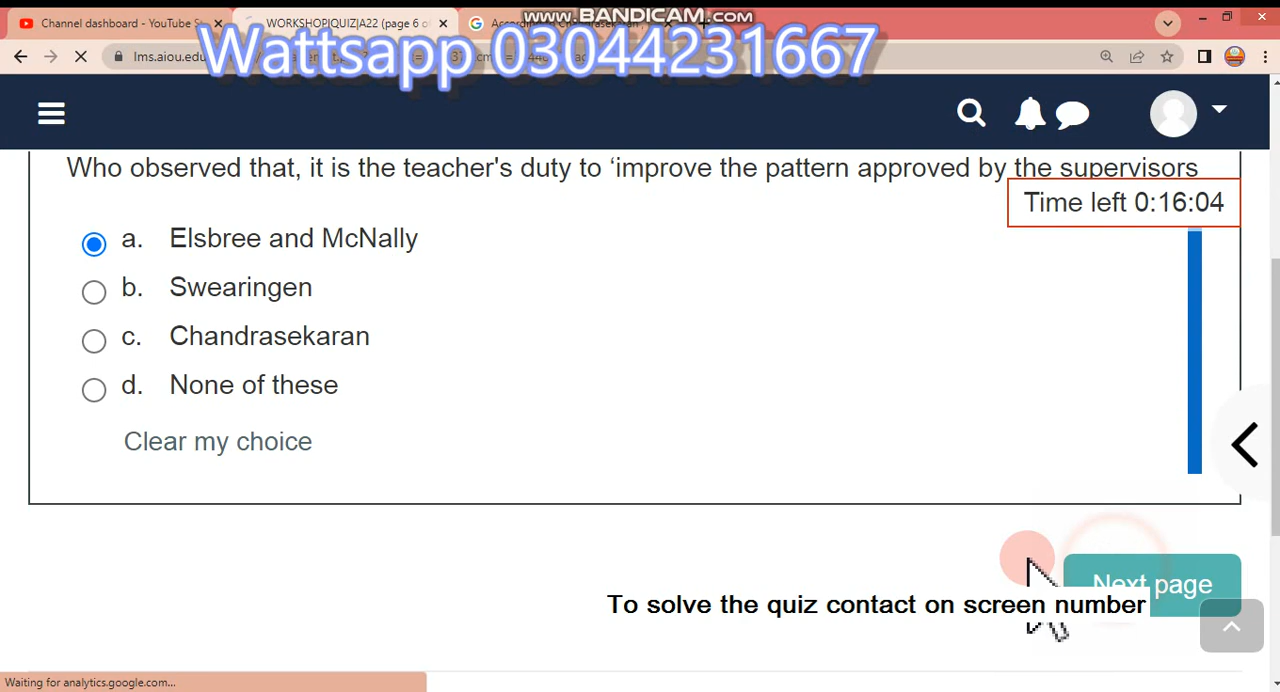 www.BANDICAM.com
Channel dashboard - YouTube S
WORKSHOP|QUIZ|A22 (page 6 o
lms.aiou.edu
Wattsapp 03044231667
Who observed that, it is the teacher's duty to ‘improve the pattern approved by the supervisors
Time left 0:16:04
a. Elsbree and McNally
b. Swearingen
c. Chandrasekaran
d. None of these
Clear my choice
Next page
To solve the quiz contact on screen number
Waiting for analytics.google.com...